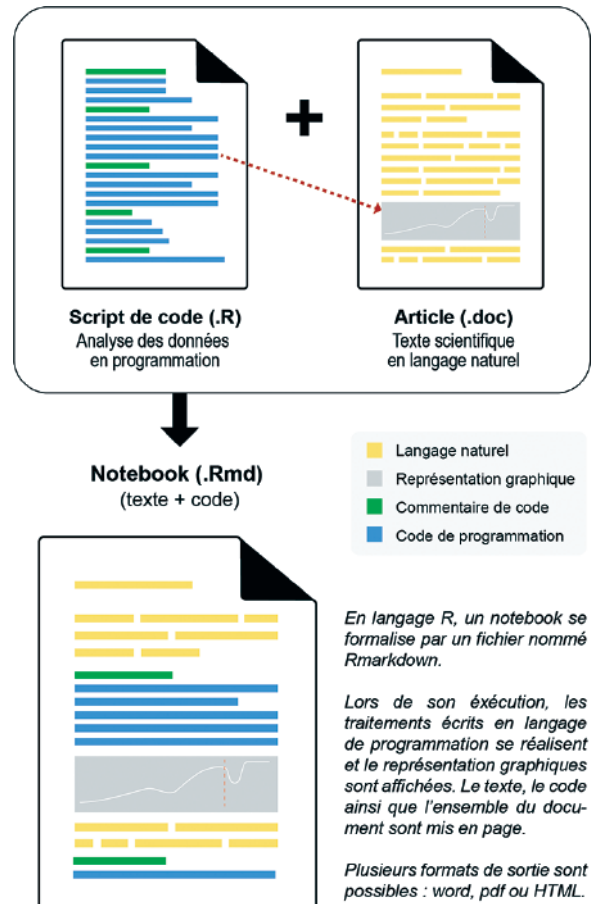 Script de code (.R)
Analyse des données
en programmation
Article (.doc)
Texte scientifique
en langage naturel
Notebook (.Rmd)
(texte + code)
Langage naturel
Représentation graphique
Commentaire de code
Code de programmation
En langage R, un notebook se
formalise par un fichier nommé
Rmarkdown.
Lors de son éxécution, les
traitements écrits en langage
de programmation se réalisent
et le représentation graphiques
sont affichées. Le texte, le code
ainsi que l'ensemble du docu-
ment sont mis en page.
Plusieurs formats de sortie sont
possibles : word, pdf ou HTML.